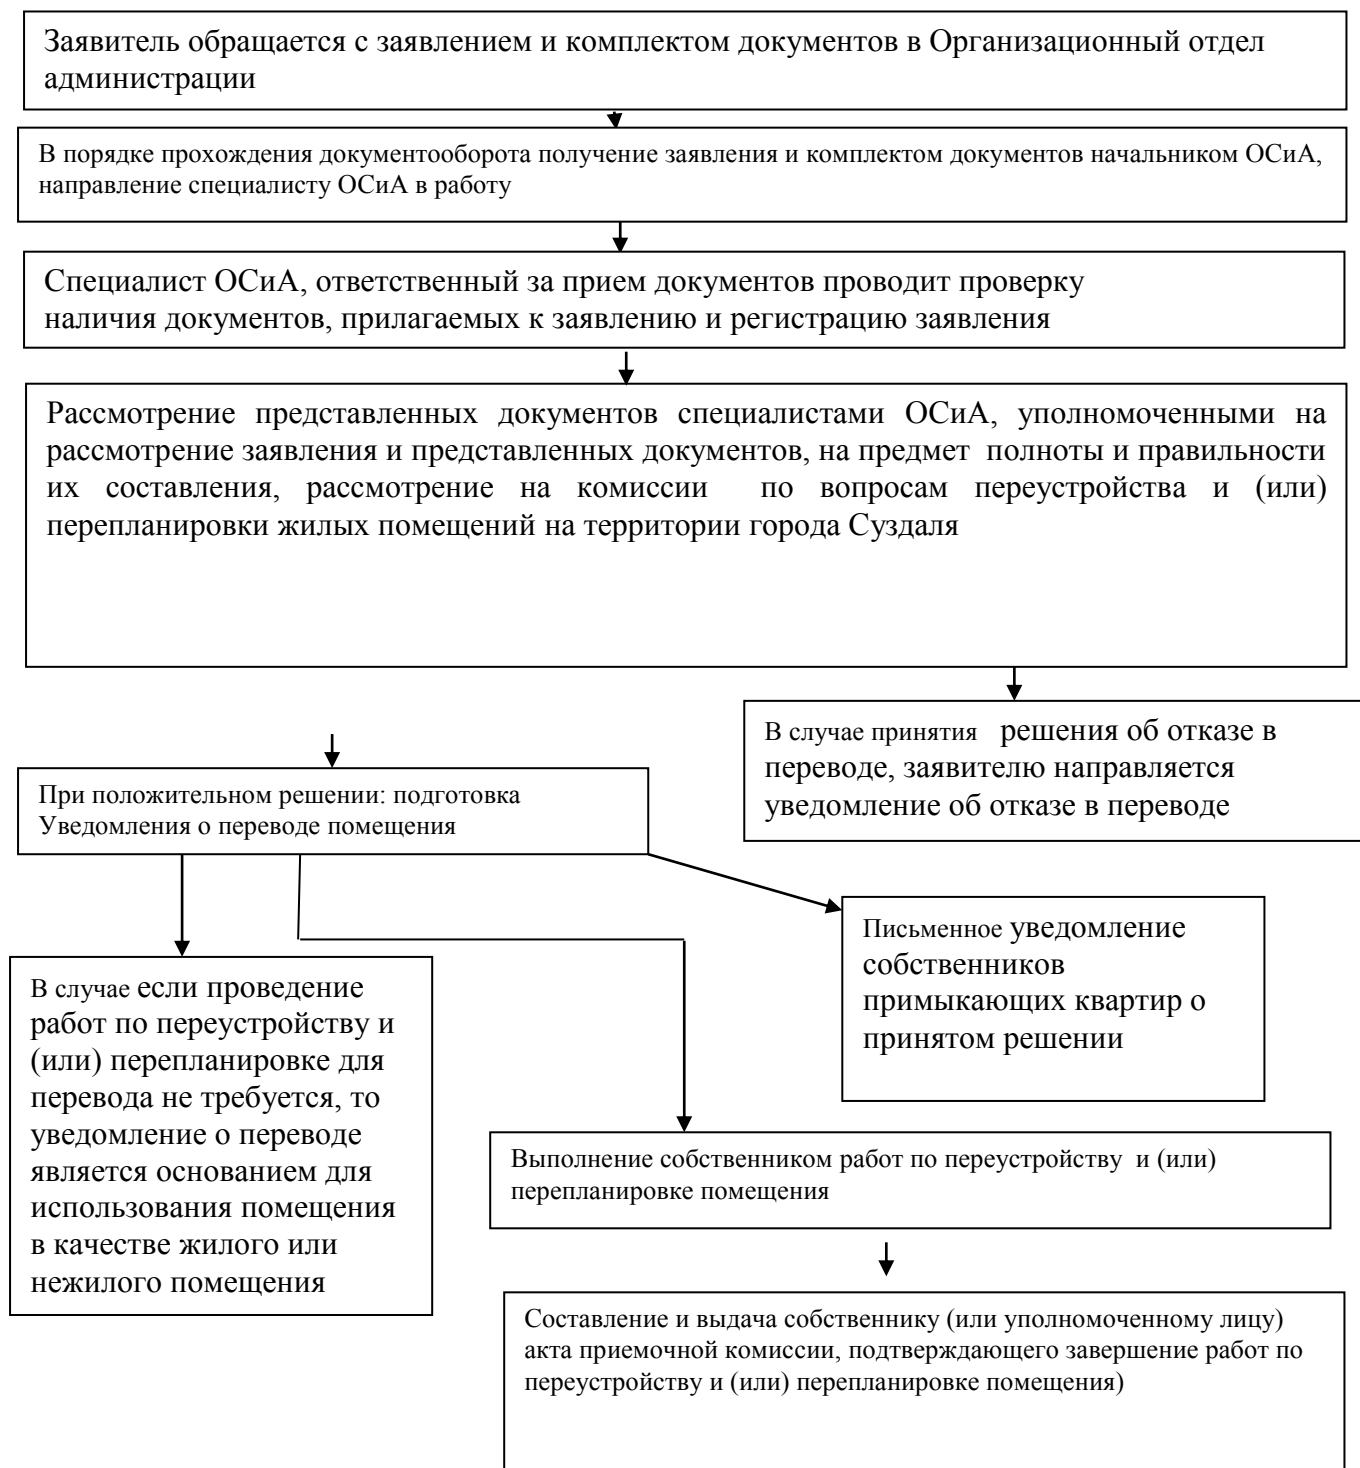 Заявитель обращается с заявлением и комплектом документов в Организационный отдел
администрации
В порядке прохождения документооборота получение заявления и комплектом документов начальником ОСиА,
направление специалисту ОСиА в работу
Специалист ОСиА, ответственный за прием документов проводит проверку
наличия документов, прилагаемых к заявлению и регистрацию заявления
Рассмотрение представленных документов специалистами ОСиА, уполномоченными на
рассмотрение заявления и представленных документов, на предмет полноты и правильности
их составления, рассмотрение на комиссии по вопросам переустройства и (или)
перепланировки жилых помещений на территории города Суздаля
В случае принятия решения об отказе в
переводе, заявителю направляется
уведомление об отказе в переводе
При положительном решении: подготовка
Уведомления о переводе помещения
Письменное уведомление
собственников
примыкающих квартир о
принятом решении
В случае если проведение
работ по переустройству и
(или) перепланировке для
перевода не требуется, то
уведомление о переводе
является основанием для
использования помещения
в качестве жилого или
нежилого помещения
Выполнение собственником работ по переустройству и (или)
перепланировке помещения
Составление и выдача собственнику (или уполномоченному лицу)
акта приемочной комиссии, подтверждающего завершение работ по
переустройству и (или) перепланировке помещения)